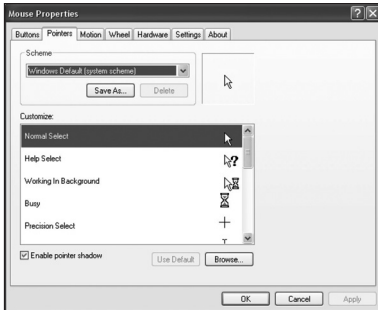 Mouse Properties
Buttons Pointers Motion Wheel Hardware Settings About
Scheme
Windows Default (system scheme)
Save As... Delete
Customize:
Normal Select
Help Select
Working In Background
Busy
Precision Select
Enable pointer shadow
Use Default Browse...
OK Cancel Apply